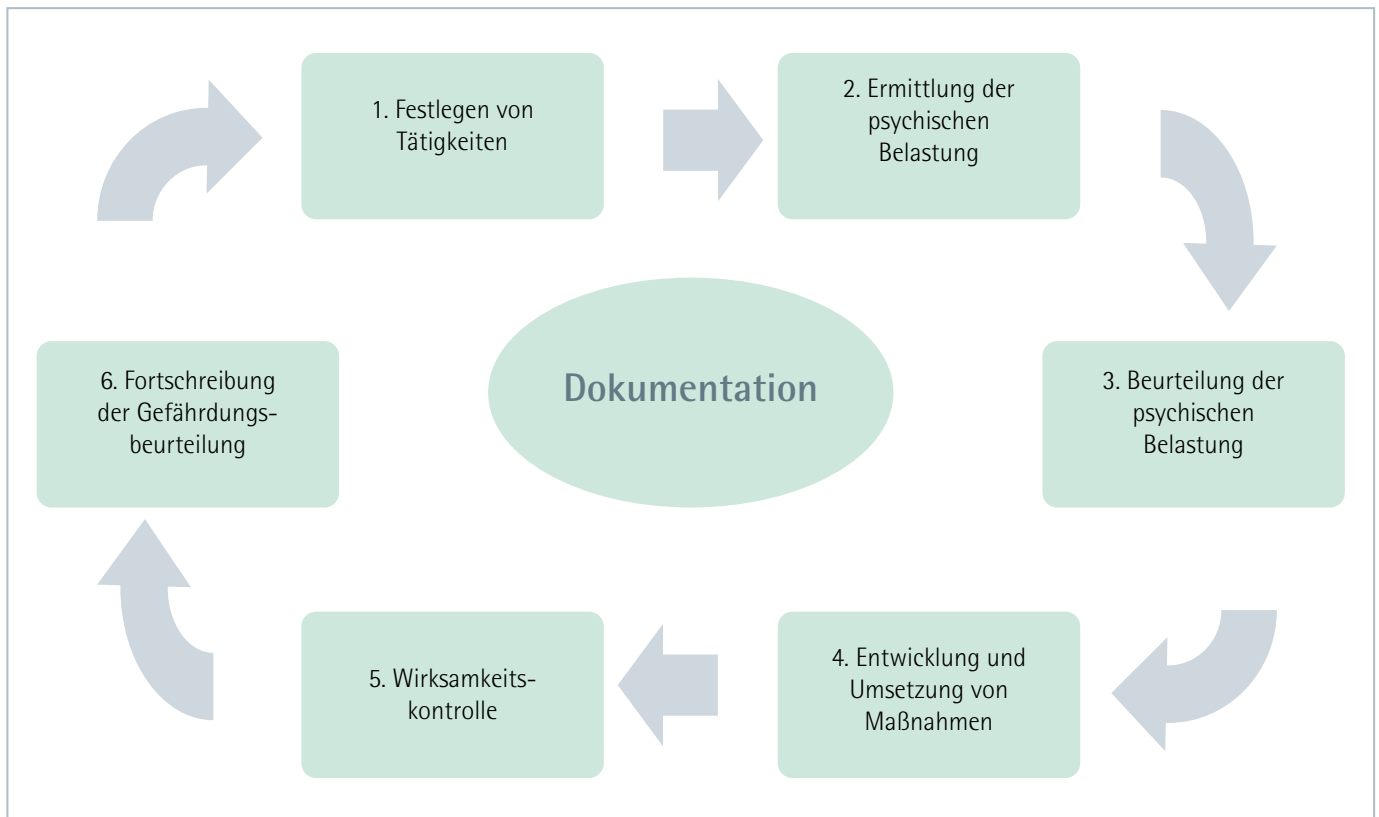 1. Festlegen von
Tätigkeiten
2. Ermittlung der
psychischen
Belastung
3. Beurteilung der
psychischen
Belastung
4. Entwicklung und
Umsetzung von
Maßnahmen
5. Wirksamkeits-
kontrolle
6. Fortschreibung
der Gefährdungs-
beurteilung
Dokumentation